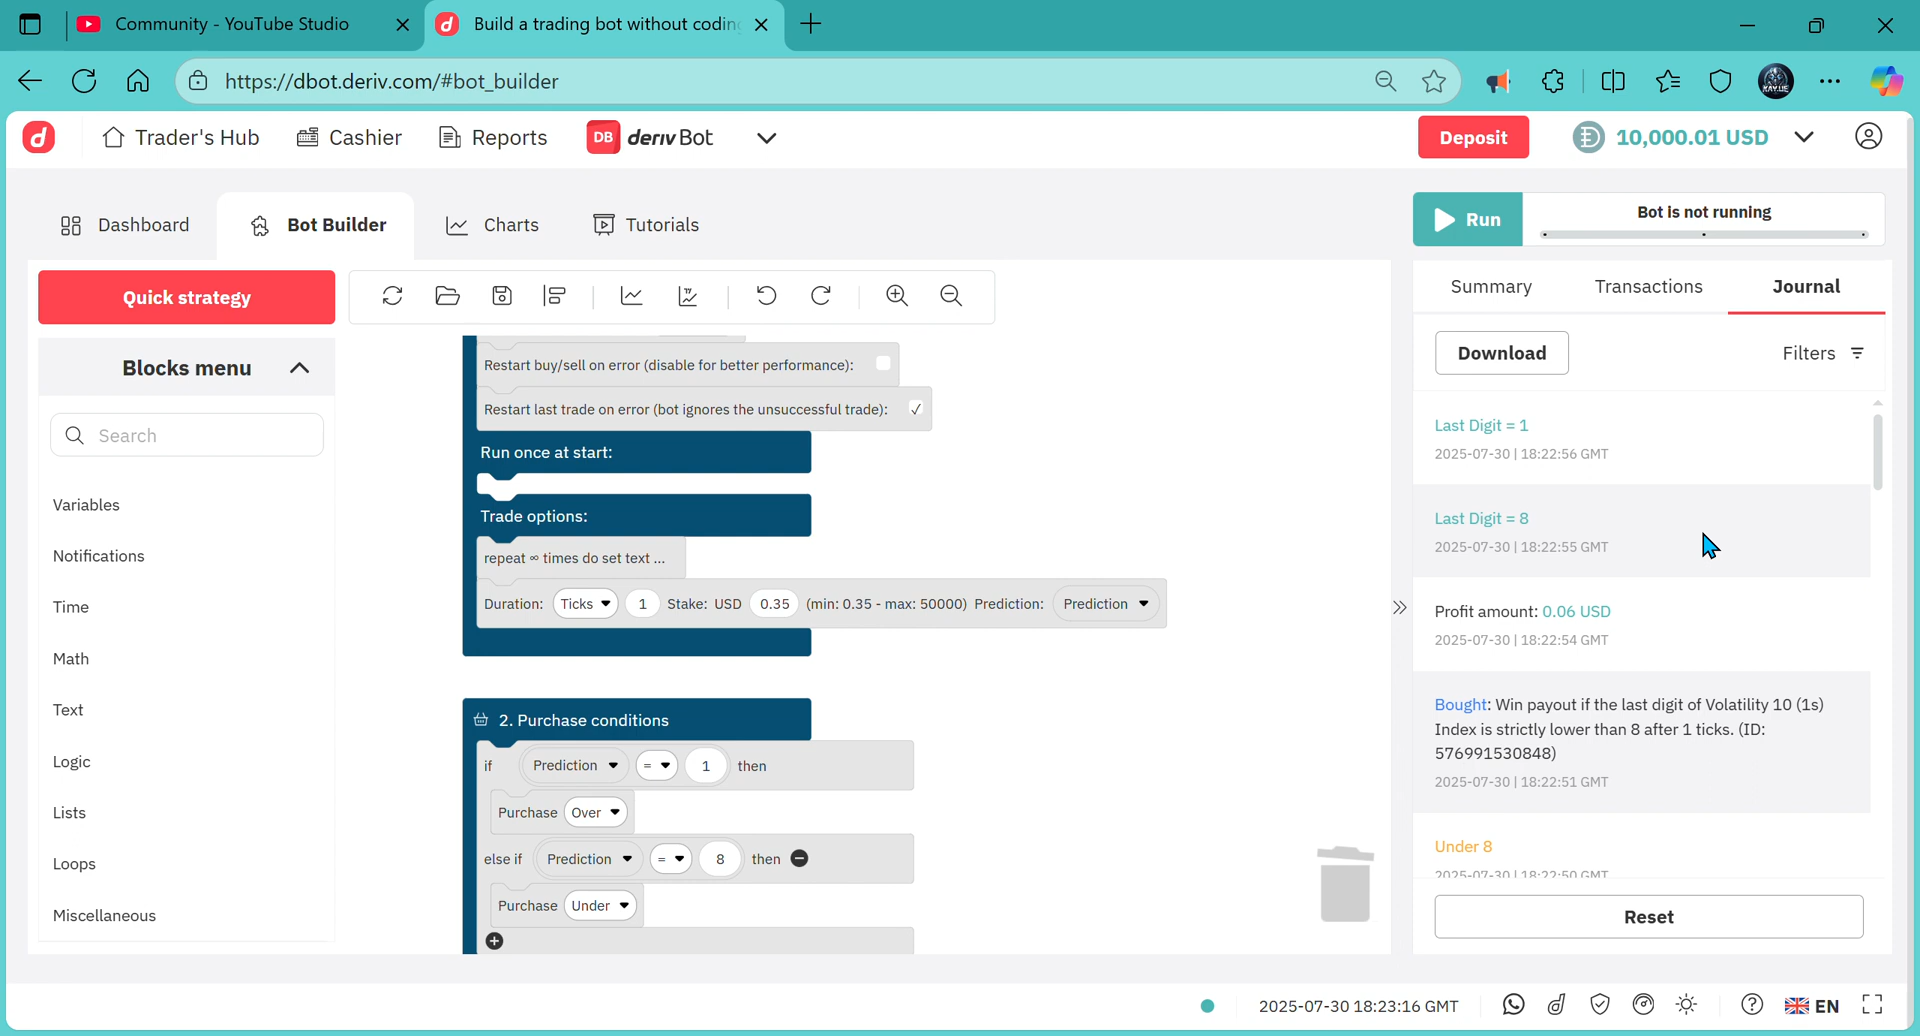 Community - YouTube Studio
Build a trading bot without coding
https://dbot.deriv.com/#bot_builder
d Trader's Hub Cashier Reports DB deriv Bot Deposit 10,000.01 USD
Dashboard Bot Builder Charts Tutorials
Run Bot is not running
Quick strategy
Summary Transactions Journal
Blocks menu
Search
Variables
Notifications
Time
Math
Text
Logic
Lists
Loops
Miscellaneous
Restart buy/sell on error (disable for better performance):
Restart last trade on error (bot ignores the unsuccessful trade): ✓
Run once at start:
Trade options:
repeat ∞ times do set text ...
Duration: Ticks 1 Stake: USD 0.35 (min: 0.35 - max: 50000) Prediction: Prediction
2. Purchase conditions
if Prediction = 1 then
Purchase Over
else if Prediction = 8 then
Purchase Under
Download Filters
Last Digit = 1
2025-07-30 | 18:22:56 GMT
Last Digit = 8
2025-07-30 | 18:22:55 GMT
Profit amount: 0.06 USD
2025-07-30 | 18:22:54 GMT
Bought: Win payout if the last digit of Volatility 10 (1s)
Index is strictly lower than 8 after 1 ticks. (ID:
576991530848)
2025-07-30 | 18:22:51 GMT
Under 8
2025-07-30 | 18:22:50 GMT
Reset
2025-07-30 18:23:16 GMT EN